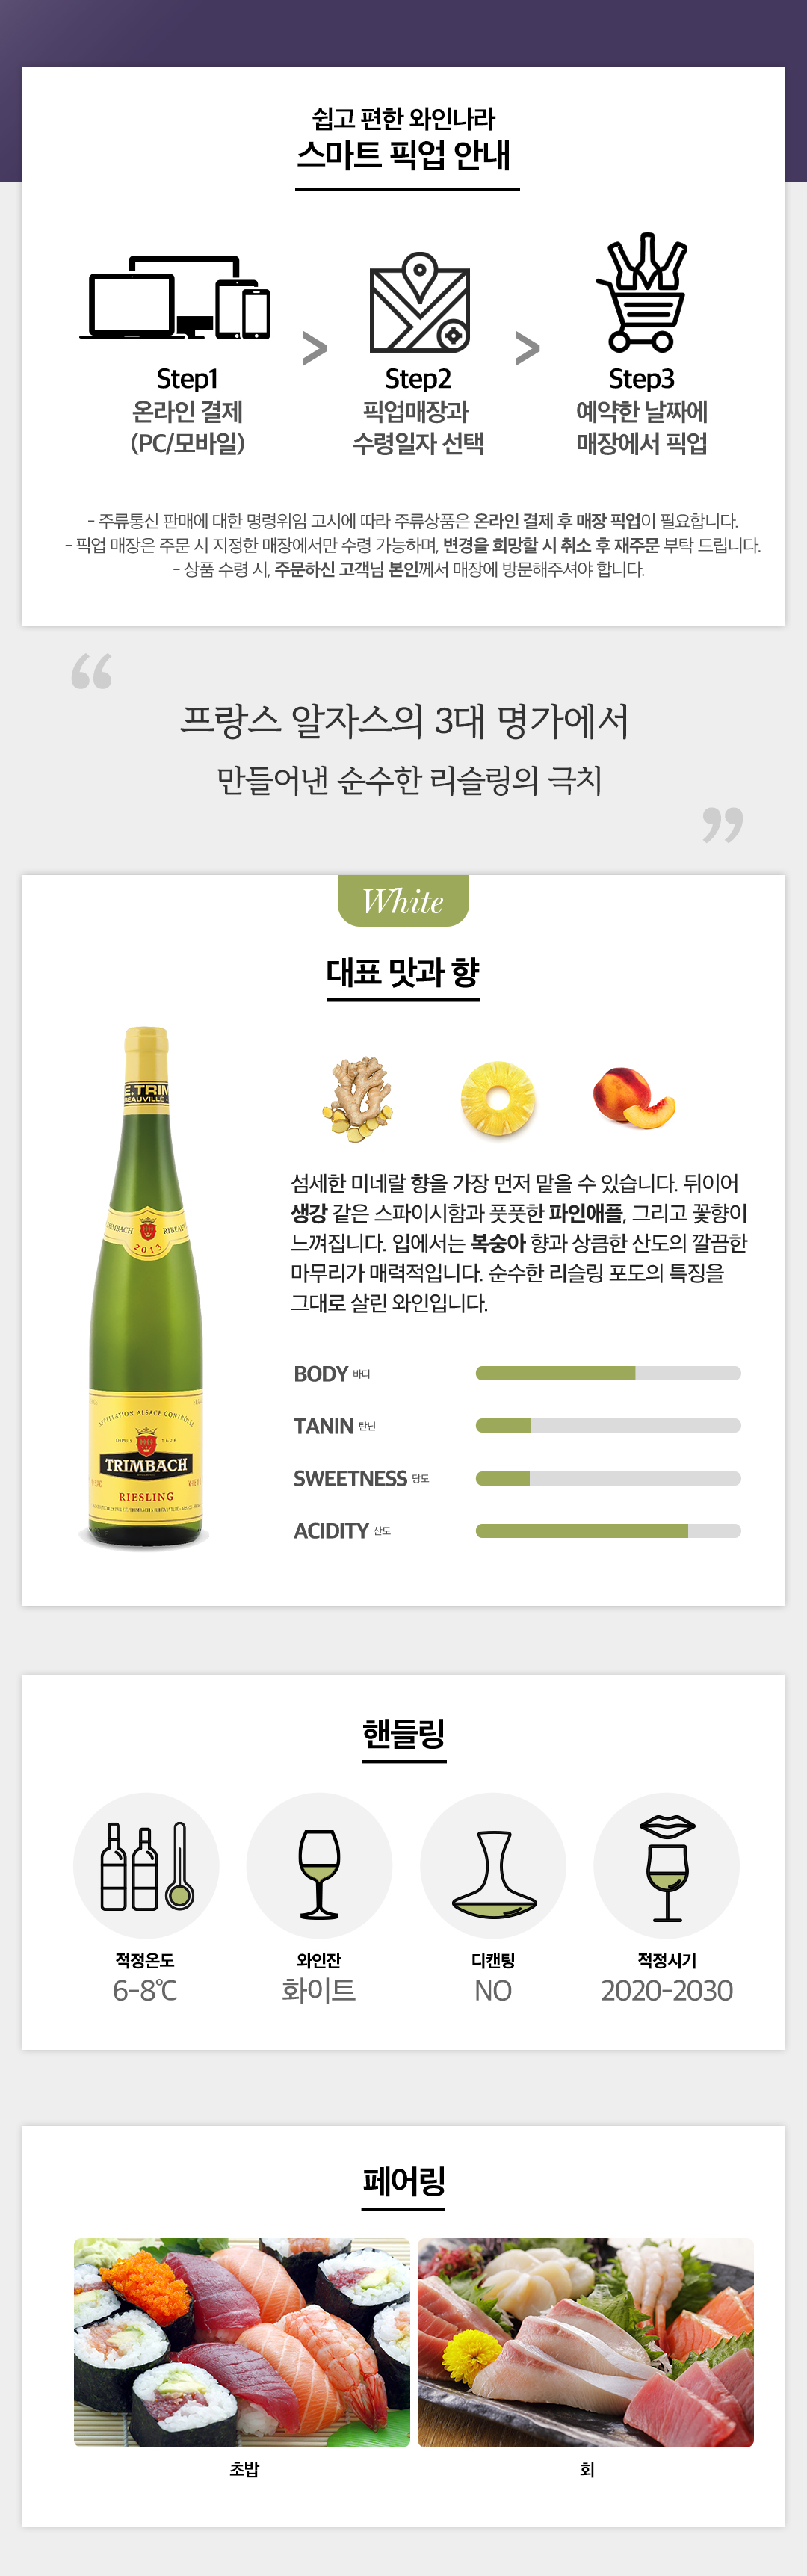 쉽고 편한 와인나라
스마트 픽업 안내
Step1
온라인 결제
(PC/모바일)
>
Step2
픽업매장과
수령일자 선택
>
Step3
예약한 날짜에
매장에서 픽업
- 주류통신 판매에 대한 명령위임 고시에 따라 주류상품은 온라인 결제 후 매장 픽업이 필요합니다.
- 픽업 매장은 주문 시 지정한 매장에서만 수령 가능하며, 변경을 희망할 시 취소 후 재주문 부탁 드립니다.
- 상품 수령 시, 주문하신 고객님 본인께서 매장에 방문해주셔야 합니다.
“
프랑스 알자스의 3대 명가에서
만들어낸 순수한 리슬링의 극치
”
White
대표 맛과 향
E.TRIM
BEAUVILLE
TRIMBACH
2013
APPELLATION ALSACE CONTRÔLÉE
DEPUIS 1626
TRIMBACH
RIESLING
섬세한 미네랄 향을 가장 먼저 맡을 수 있습니다. 뒤이어
생강 같은 스파이시함과 풋풋한 파인애플, 그리고 꽃향이
느껴집니다. 입에서는 복숭아 향과 상큼한 산도의 깔끔한
마무리가 매력적입니다. 순수한 리슬링 포도의 특징을
그대로 살린 와인입니다.
BODY 바디
TANIN 탄닌
SWEETNESS 당도
ACIDITY 산도
핸들링
적정온도
6-8℃
와인잔
화이트
디캔팅
NO
적정시기
2020-2030
페어링
초밥
회